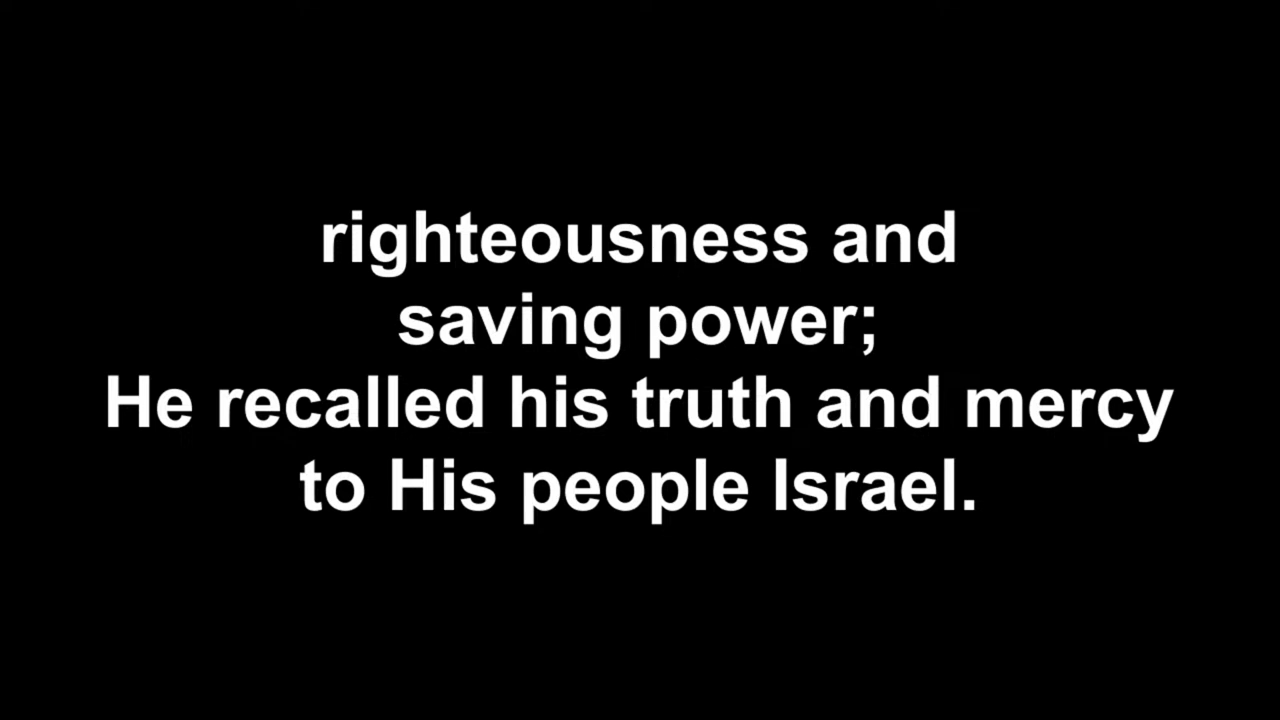 righteousness and
saving power;
He recalled his truth and mercy
to His people Israel.